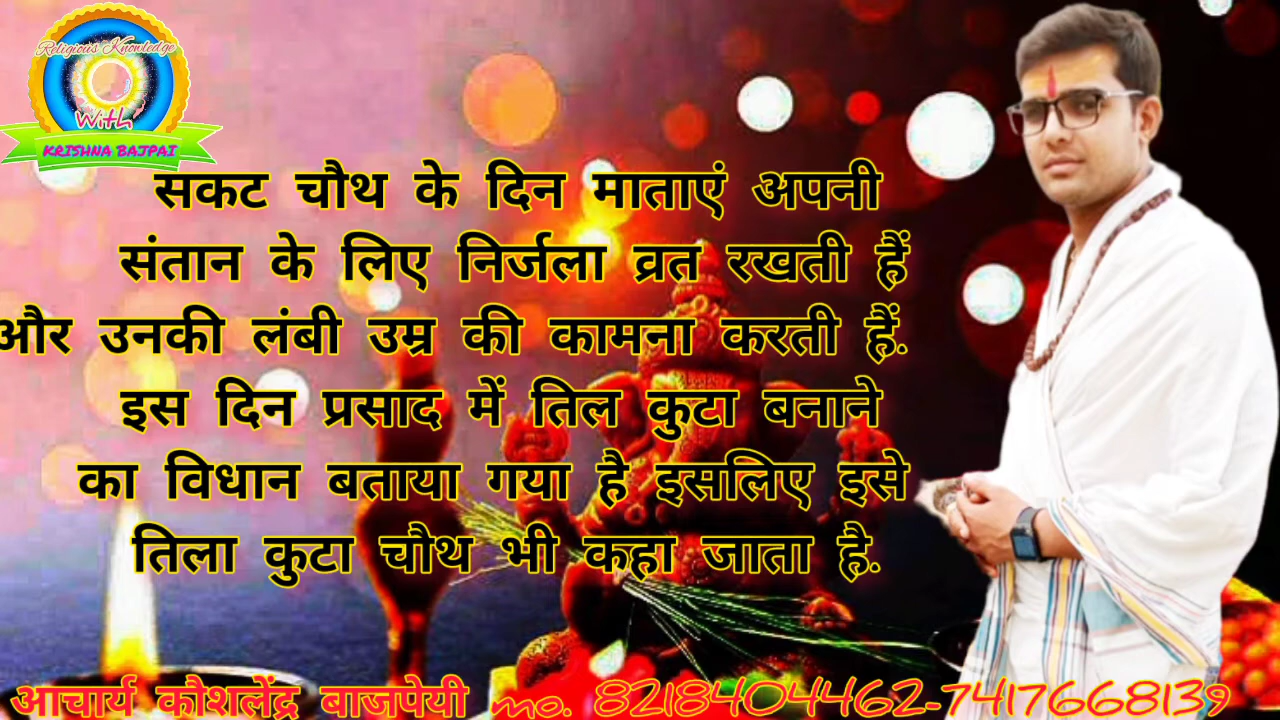 Religious Knowledge
With
KRISHNA BAJPAI
सकट चौथ के दिन माताएं अपनी
संतान के लिए निर्जला व्रत रखती हैं
और उनकी लंबी उम्र की कामना करती हैं.
इस दिन प्रसाद में तिल कुटा बनाने
का विधान बताया गया है इसलिए इसे
तिला कुटा चौथ भी कहा जाता है.
आचार्य कौशलेंद्र बाजपेयी mo. 8218404462-7417668139